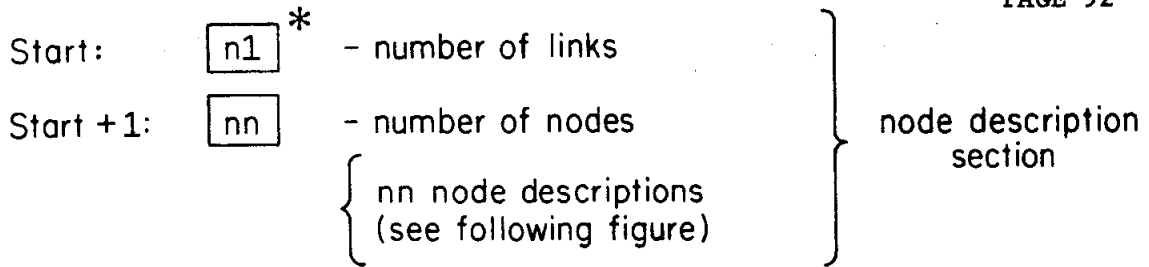 PAGE 32
Start: n1 * - number of links
Start +1: nn - number of nodes
node description
section
nn node descriptions
(see following figure)